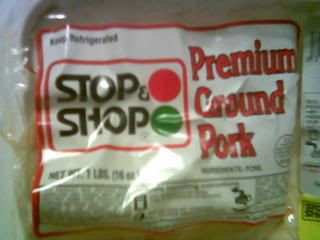 Keep Refrigerated
STOP &
SHOP
Premium
Ground
Pork
NET WT. 1 LBS. (16 oz
INGREDIENTS: PORK.